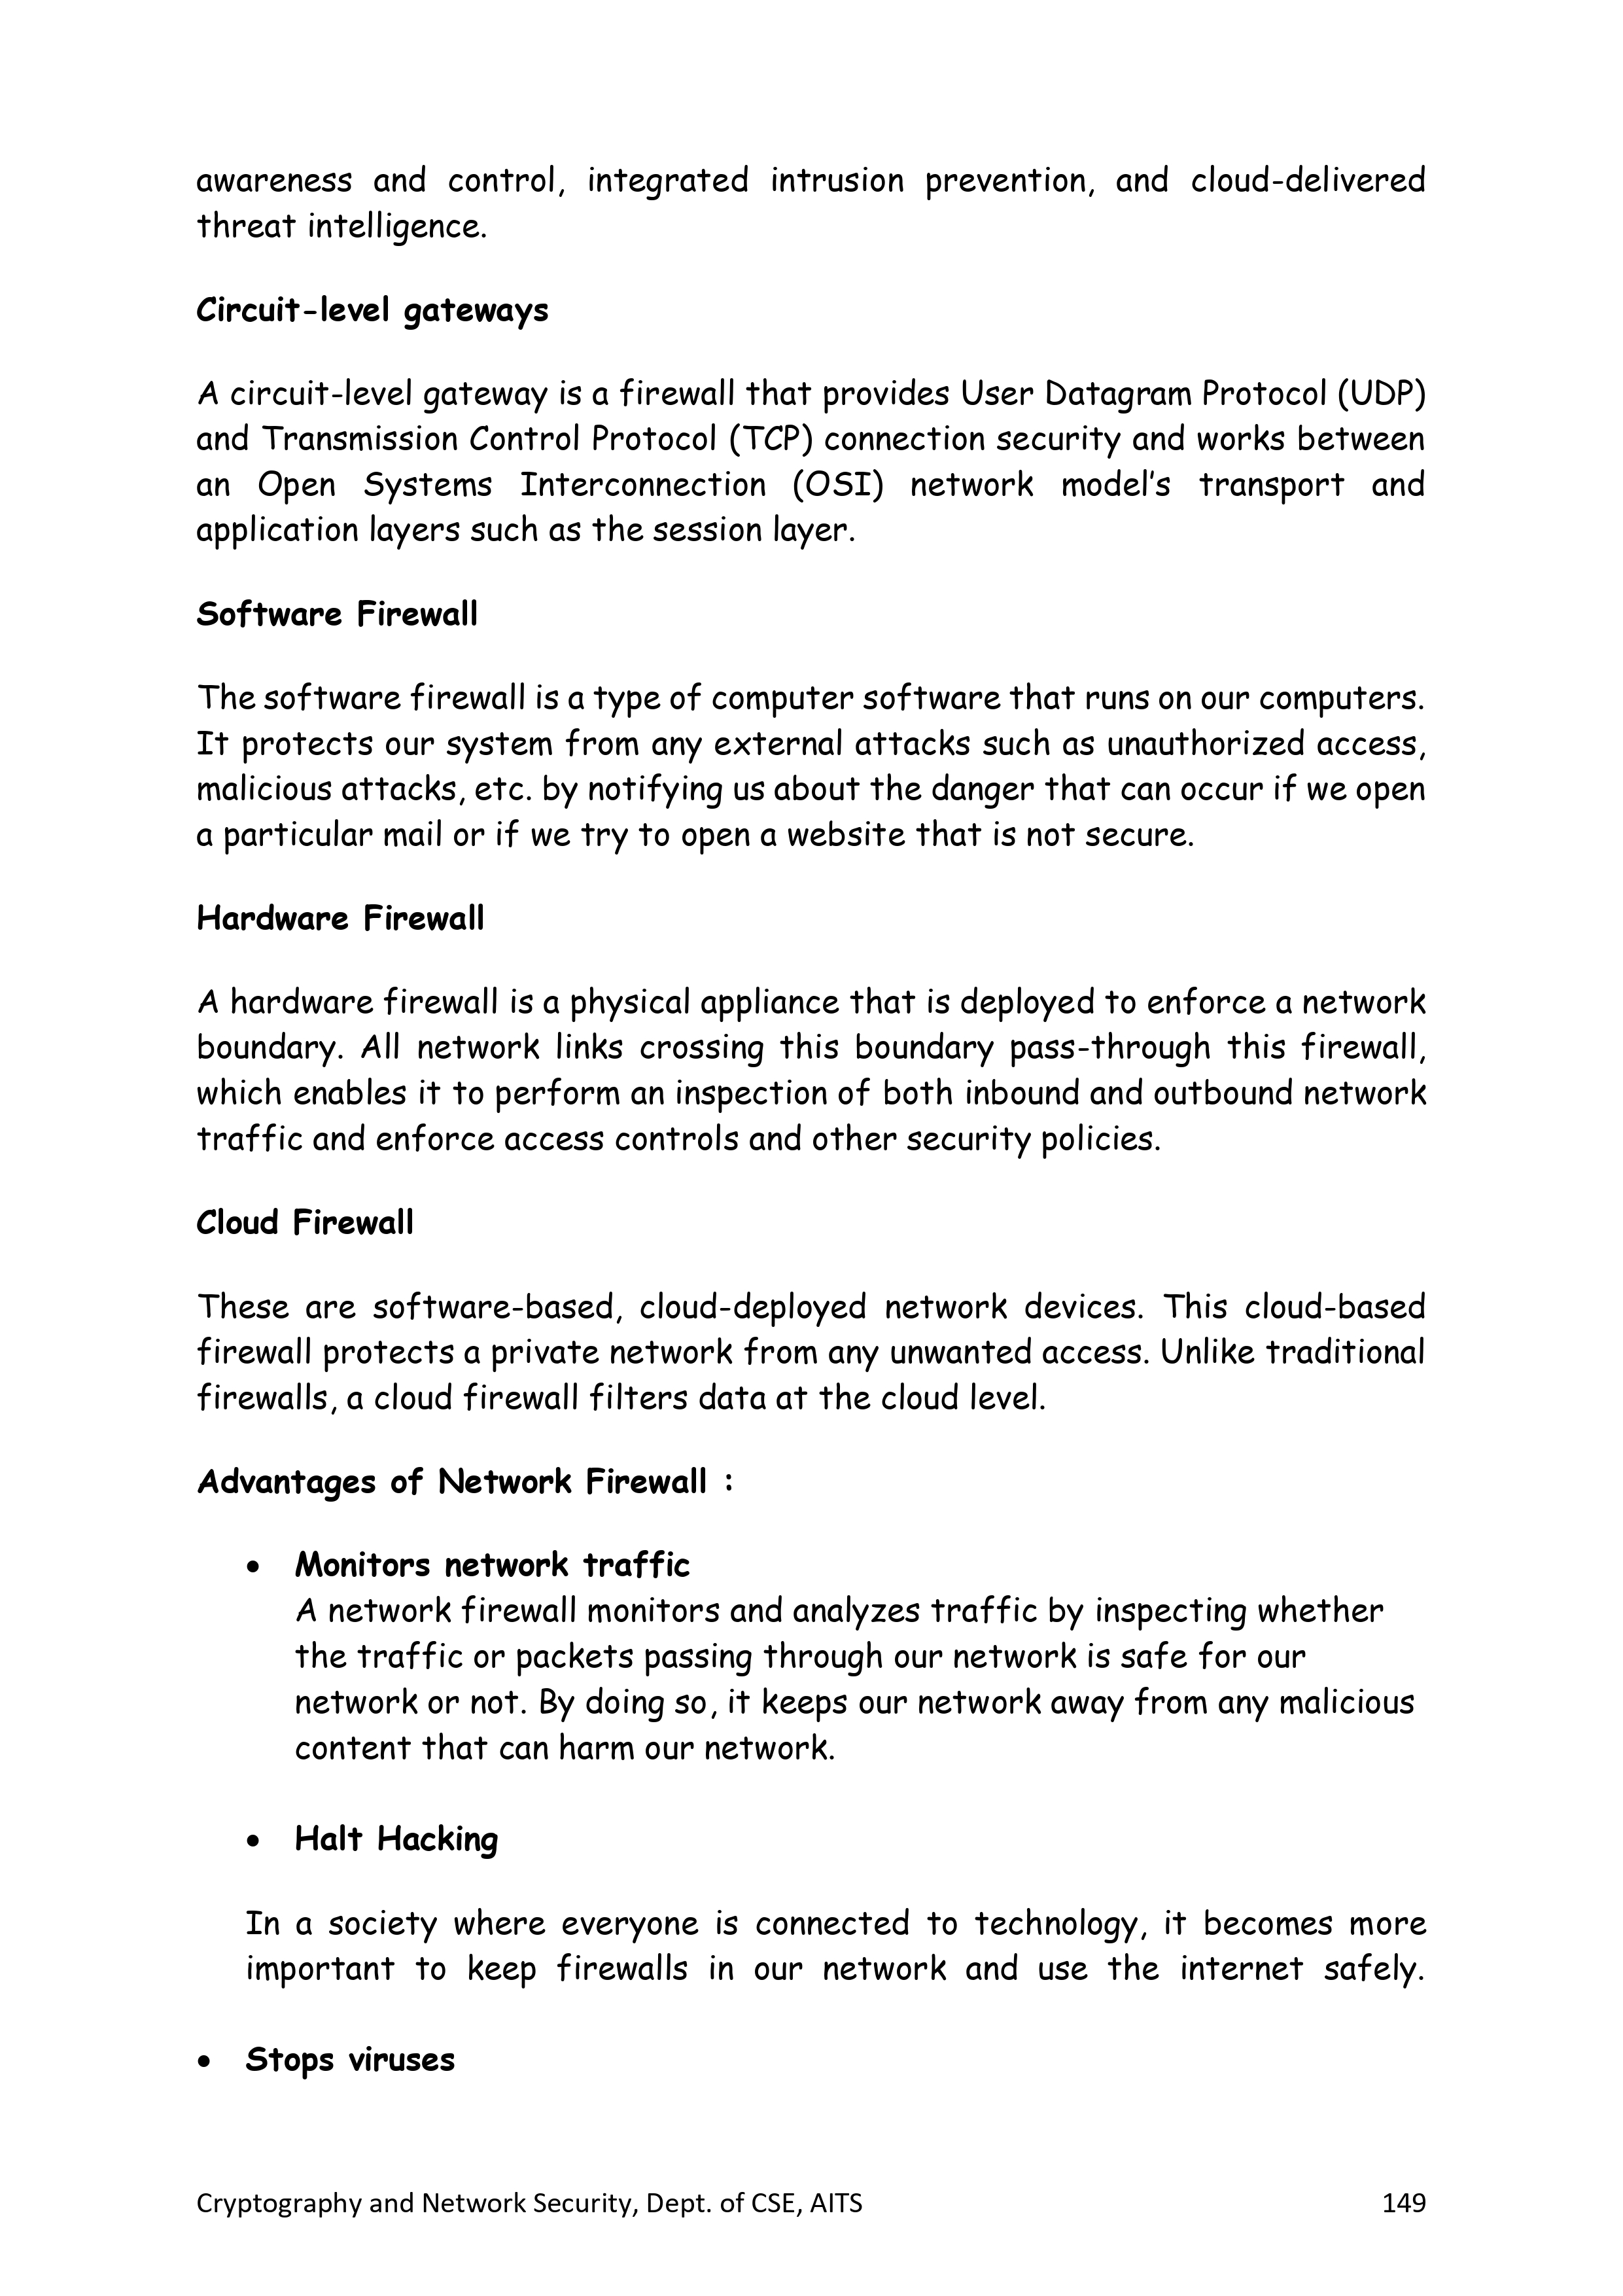 awareness and control, integrated intrusion prevention, and cloud-delivered
threat intelligence.
Circuit-level gateways
A circuit-level gateway is a firewall that provides User Datagram Protocol (UDP)
and Transmission Control Protocol (TCP) connection security and works between
an Open Systems Interconnection (OSI) network model’s transport and
application layers such as the session layer.
Software Firewall
The software firewall is a type of computer software that runs on our computers.
It protects our system from any external attacks such as unauthorized access,
malicious attacks, etc. by notifying us about the danger that can occur if we open
a particular mail or if we try to open a website that is not secure.
Hardware Firewall
A hardware firewall is a physical appliance that is deployed to enforce a network
boundary. All network links crossing this boundary pass-through this firewall,
which enables it to perform an inspection of both inbound and outbound network
traffic and enforce access controls and other security policies.
Cloud Firewall
These are software-based, cloud-deployed network devices. This cloud-based
firewall protects a private network from any unwanted access. Unlike traditional
firewalls, a cloud firewall filters data at the cloud level.
Advantages of Network Firewall :
• Monitors network traffic
A network firewall monitors and analyzes traffic by inspecting whether
the traffic or packets passing through our network is safe for our
network or not. By doing so, it keeps our network away from any malicious
content that can harm our network.
• Halt Hacking
In a society where everyone is connected to technology, it becomes more
important to keep firewalls in our network and use the internet safely.
• Stops viruses
Cryptography and Network Security, Dept. of CSE, AITS 149